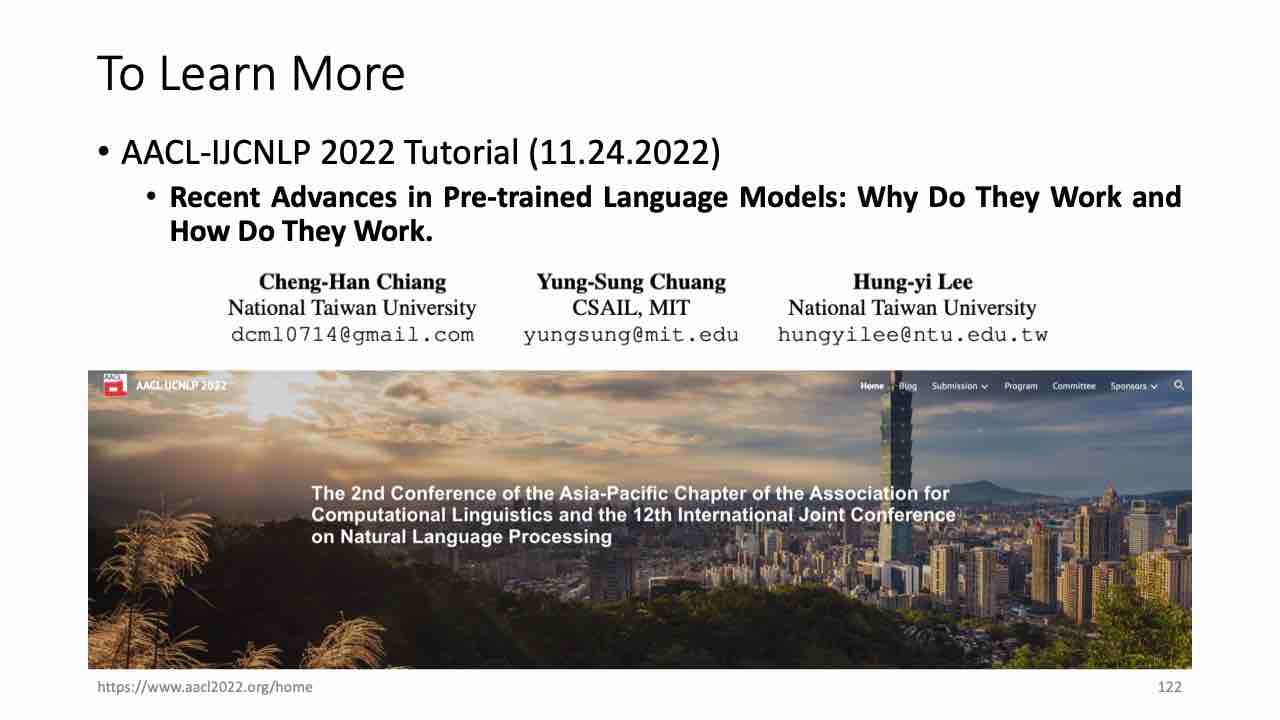 To Learn More
• AACL-IJCNLP 2022 Tutorial (11.24.2022)
• Recent Advances in Pre-trained Language Models: Why Do They Work and
How Do They Work.
Cheng-Han Chiang Yung-Sung Chuang Hung-yi Lee
National Taiwan University CSAIL, MIT National Taiwan University
dcml0714@gmail.com yungsung@mit.edu hungyilee@ntu.edu.tw
AACL
AACL-IJCNLP 2022 Home Blog Submission Program Committee Sponsors
The 2nd Conference of the Asia-Pacific Chapter of the Association for
Computational Linguistics and the 12th International Joint Conference
on Natural Language Processing
https://www.aacl2022.org/home 122